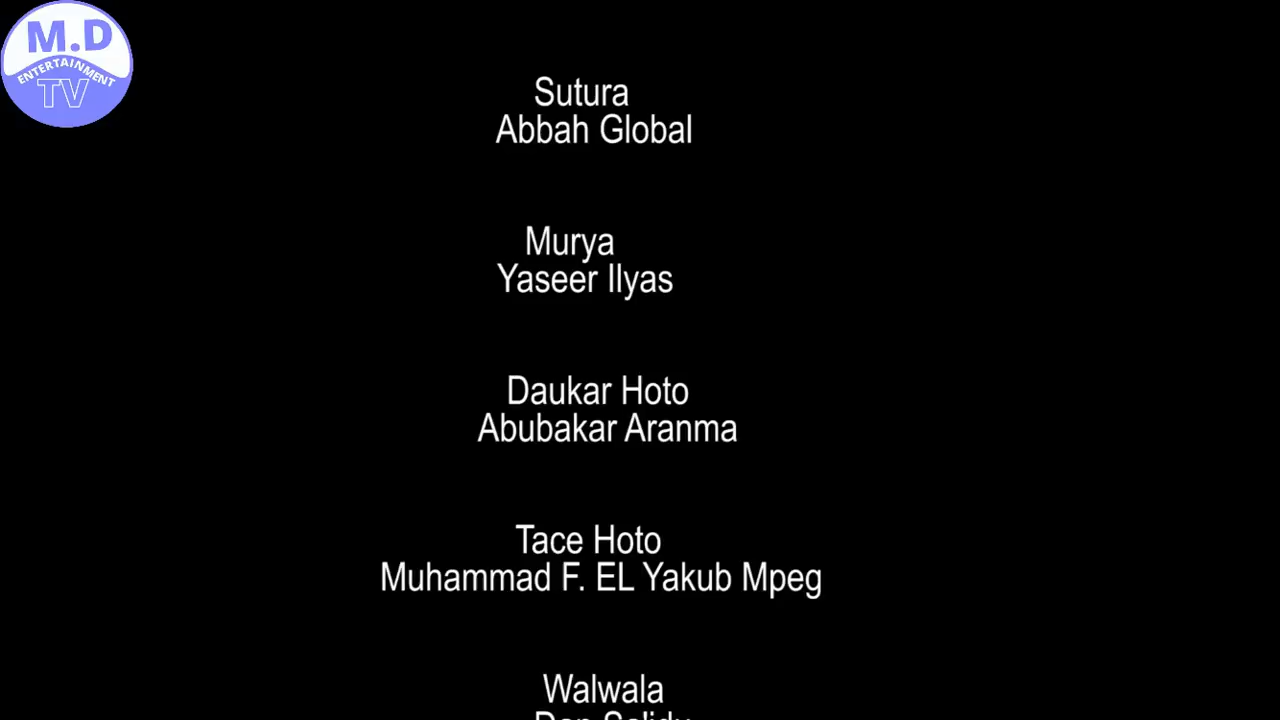 M.D
ENTERTAINMENT
TV
Sutura
Abbah Global
Murya
Yaseer Ilyas
Daukar Hoto
Abubakar Aranma
Tace Hoto
Muhammad F. EL Yakub Mpeg
Walwala